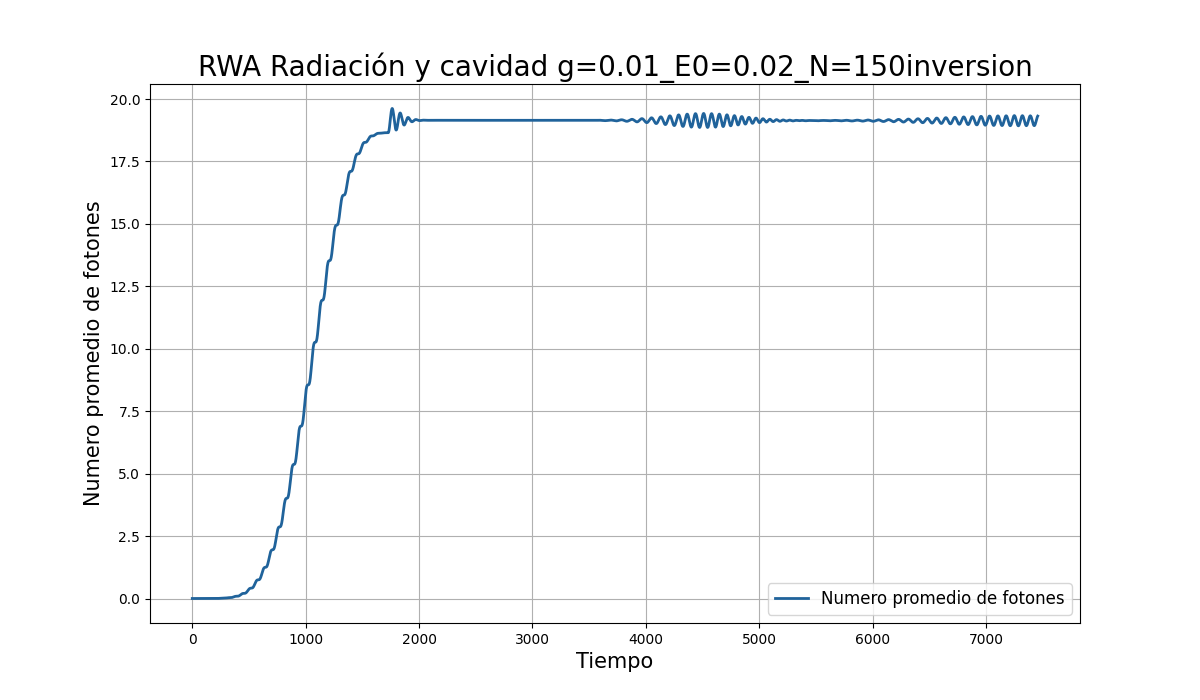 RWA Radiación y cavidad g=0.01_E0=0.02_N=150inversion
Numero promedio de fotones
20.0
17.5
15.0
12.5
10.0
7.5
5.0
2.5
0.0
Numero promedio de fotones
0 1000 2000 3000 4000 5000 6000 7000
Tiempo